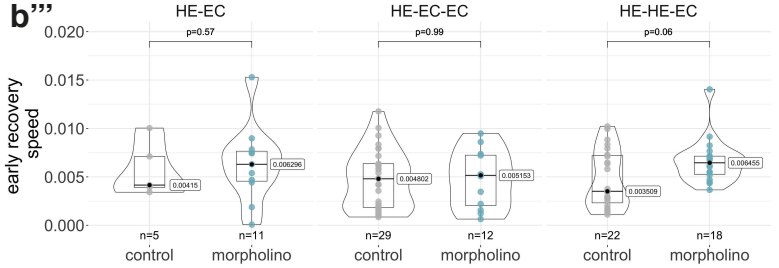 b’’’
HE-EC
HE-EC-EC
HE-HE-EC
p=0.57
p=0.99
p=0.06
early recovery
speed
0.020
0.015
0.010
0.005
0.000
0.00415
0.006296
0.004802
0.005153
0.003509
0.006455
n=5
n=11
n=29
n=12
n=22
n=18
control
morpholino
control
morpholino
control
morpholino